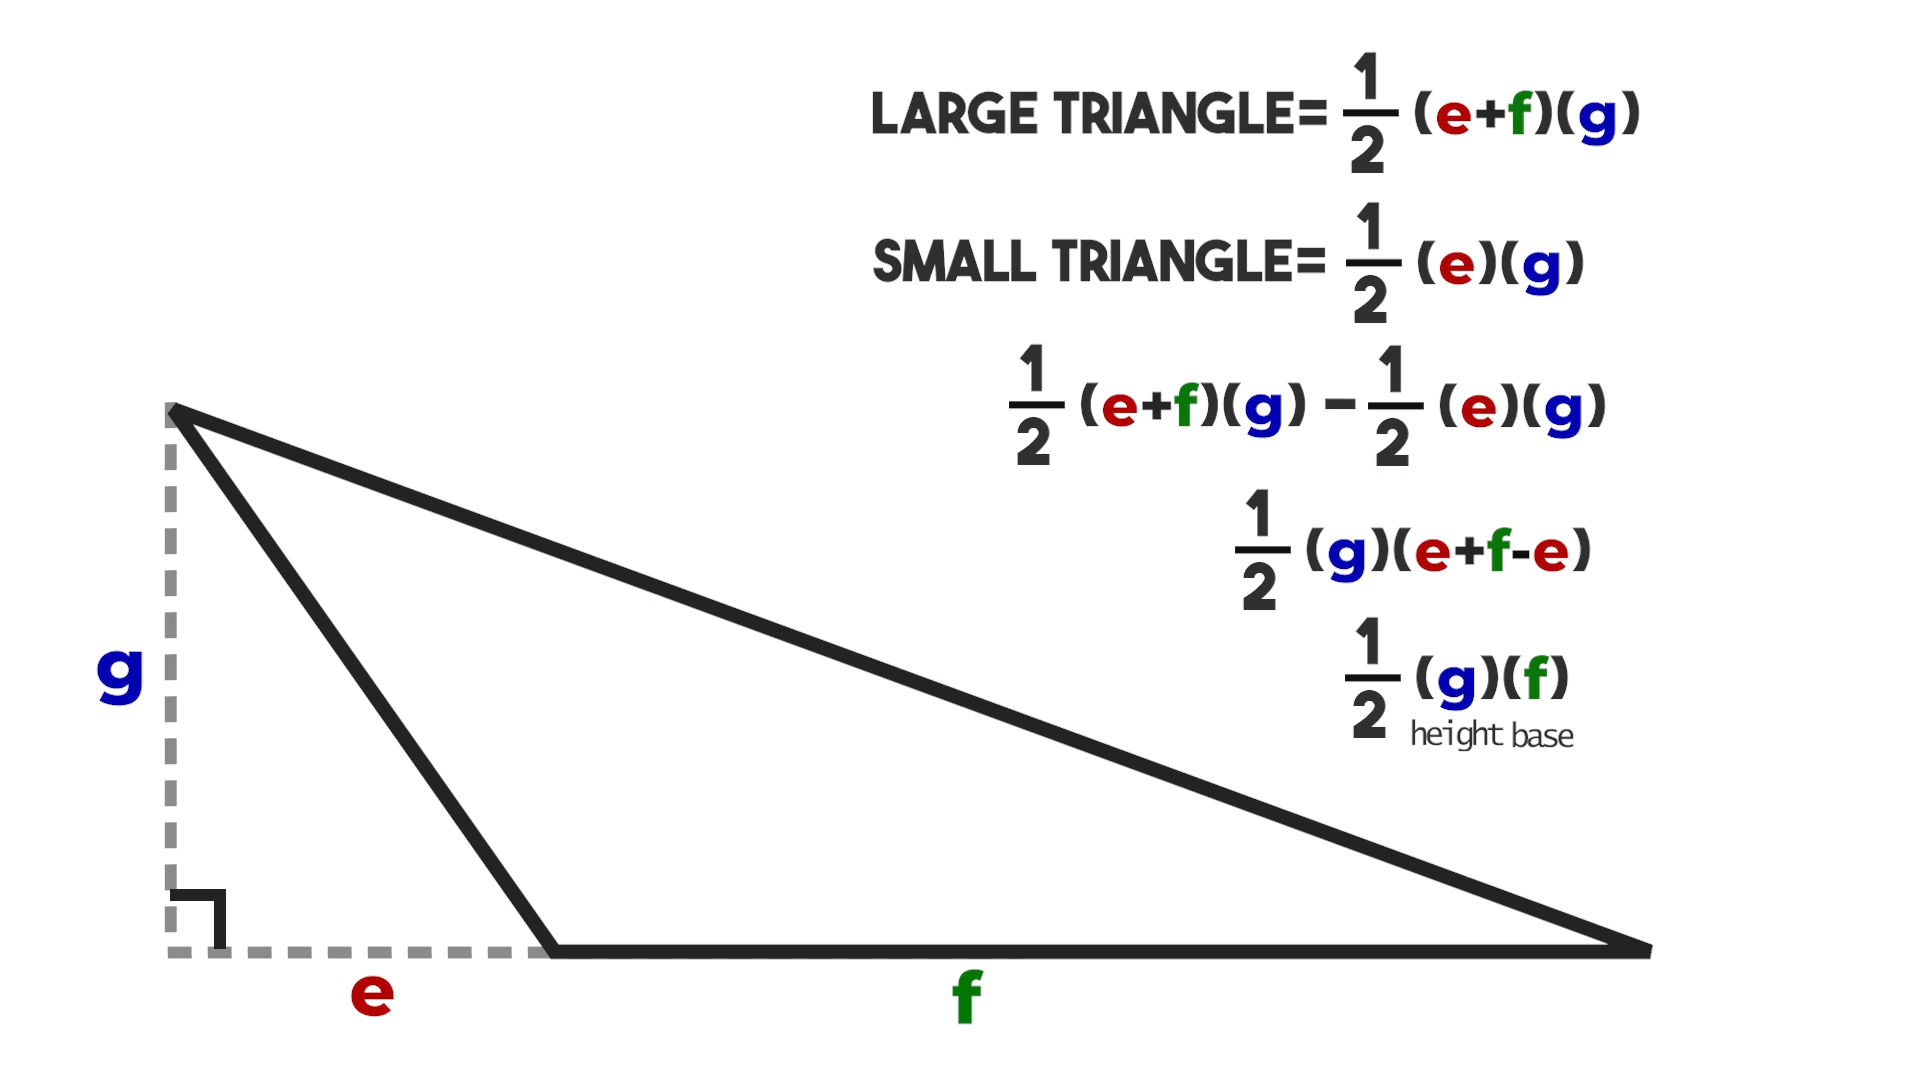 LARGE TRIANGLE= 1/2 (e+f)(g)
SMALL TRIANGLE= 1/2 (e)(g)
1/2 (e+f)(g) - 1/2 (e)(g)
1/2 (g)(e+f-e)
1/2 (g)(f)
height base
g
e
f